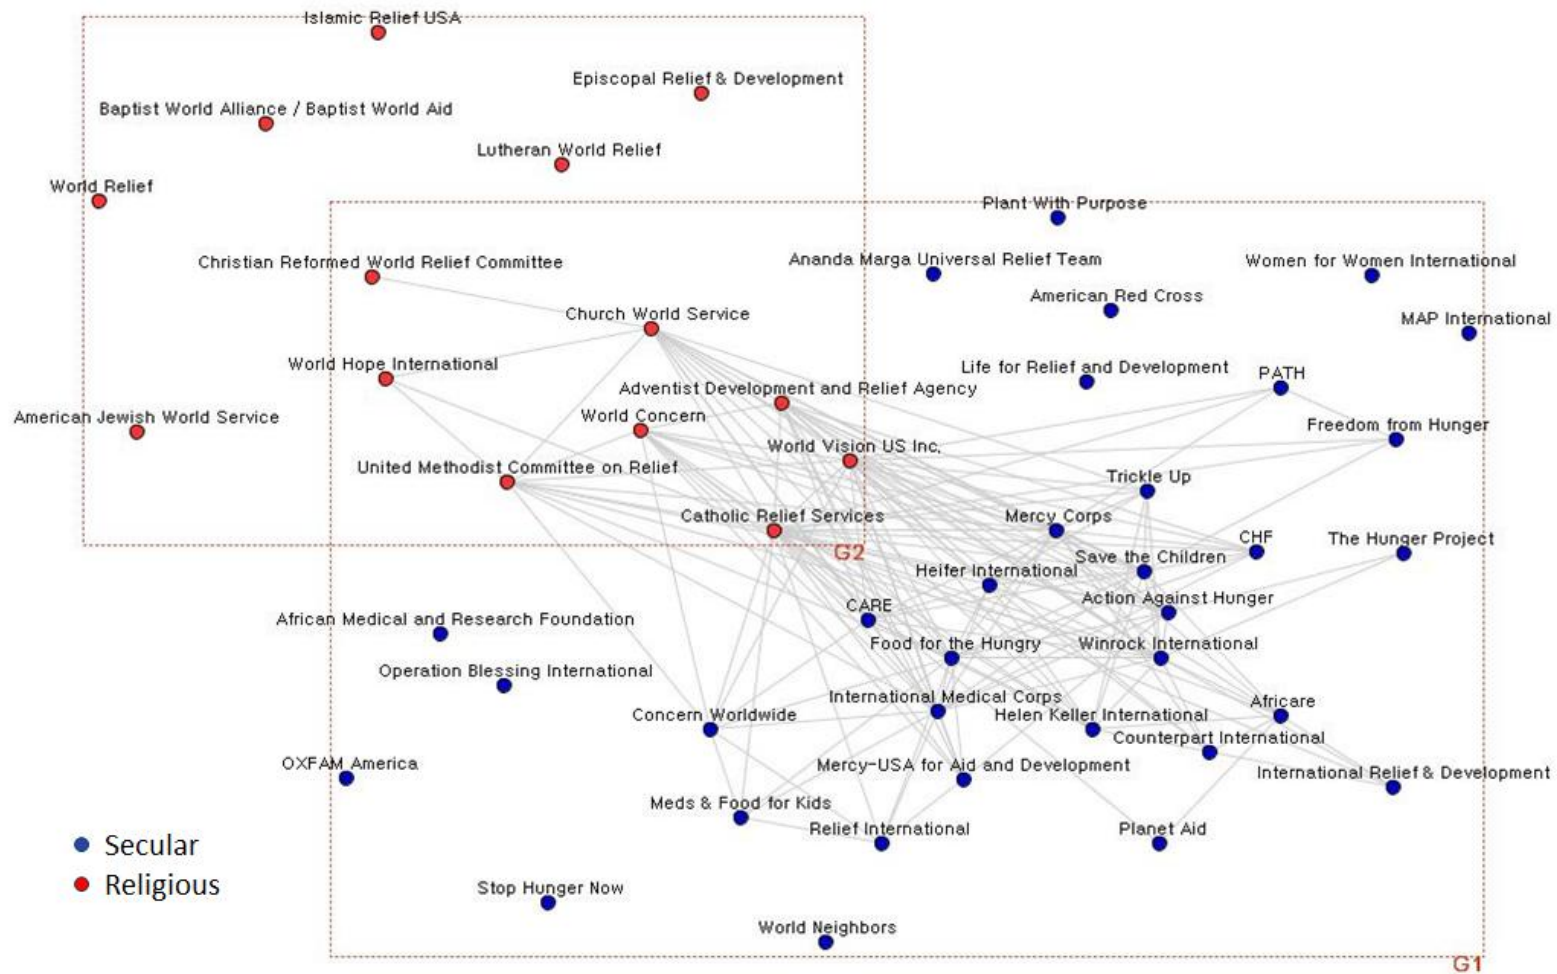 Islamic Relief USA
Episcopal Relief & Development
Baptist World Alliance / Baptist World Aid
Lutheran World Relief
World Relief
Plant With Purpose
Christian Reformed World Relief Committee
Ananda Marga Universal Relief Team
Women for Women International
American Red Cross
Church World Service
MAP International
World Hope International
Life for Relief and Development
PATH
Adventist Development and Relief Agency
American Jewish World Service
World Concern
Freedom from Hunger
World Vision US Inc.
United Methodist Committee on Relief
Trickle Up
Catholic Relief Services
Mercy Corps
CHF
The Hunger Project
G2
Save the Children
Heifer International
CARE
Action Against Hunger
African Medical and Research Foundation
Food for the Hungry
Winrock International
Operation Blessing International
International Medical Corps
Africare
Concern Worldwide
Helen Keller International
Counterpart International
OXFAM America
Mercy-USA for Aid and Development
International Relief & Development
Meds & Food for Kids
Relief International
Planet Aid
Secular
Religious
Stop Hunger Now
World Neighbors
G1